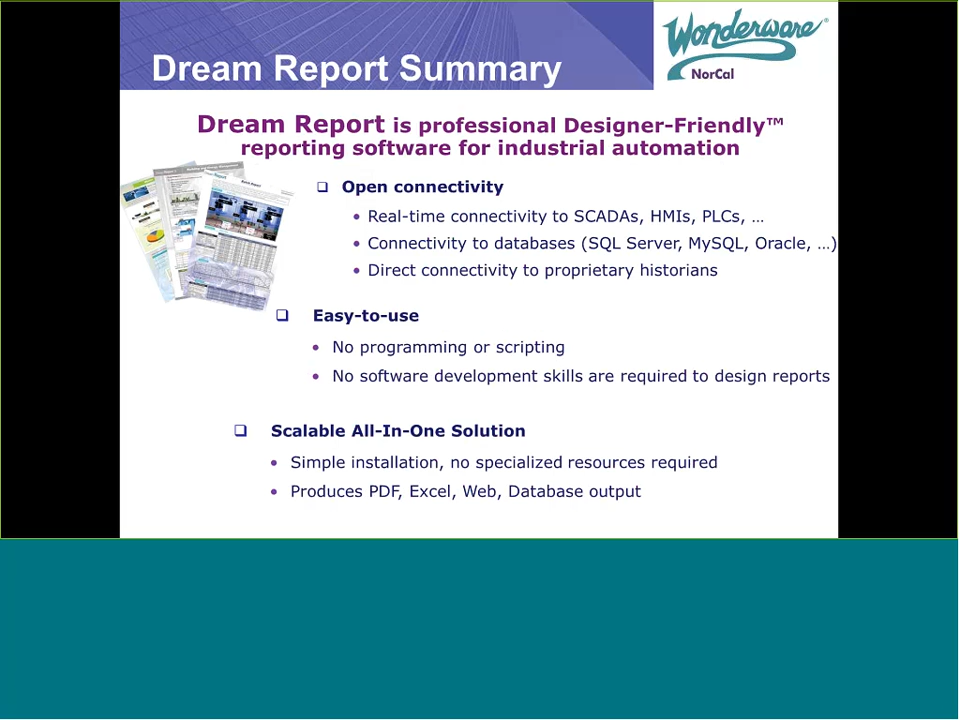 Dream Report Summary
Wonderware®
NorCal
Dream Report is professional Designer-Friendly™
reporting software for industrial automation
Open connectivity
• Real-time connectivity to SCADAs, HMIs, PLCs, …
• Connectivity to databases (SQL Server, MySQL, Oracle, …)
• Direct connectivity to proprietary historians
Easy-to-use
• No programming or scripting
• No software development skills are required to design reports
Scalable All-In-One Solution
• Simple installation, no specialized resources required
• Produces PDF, Excel, Web, Database output